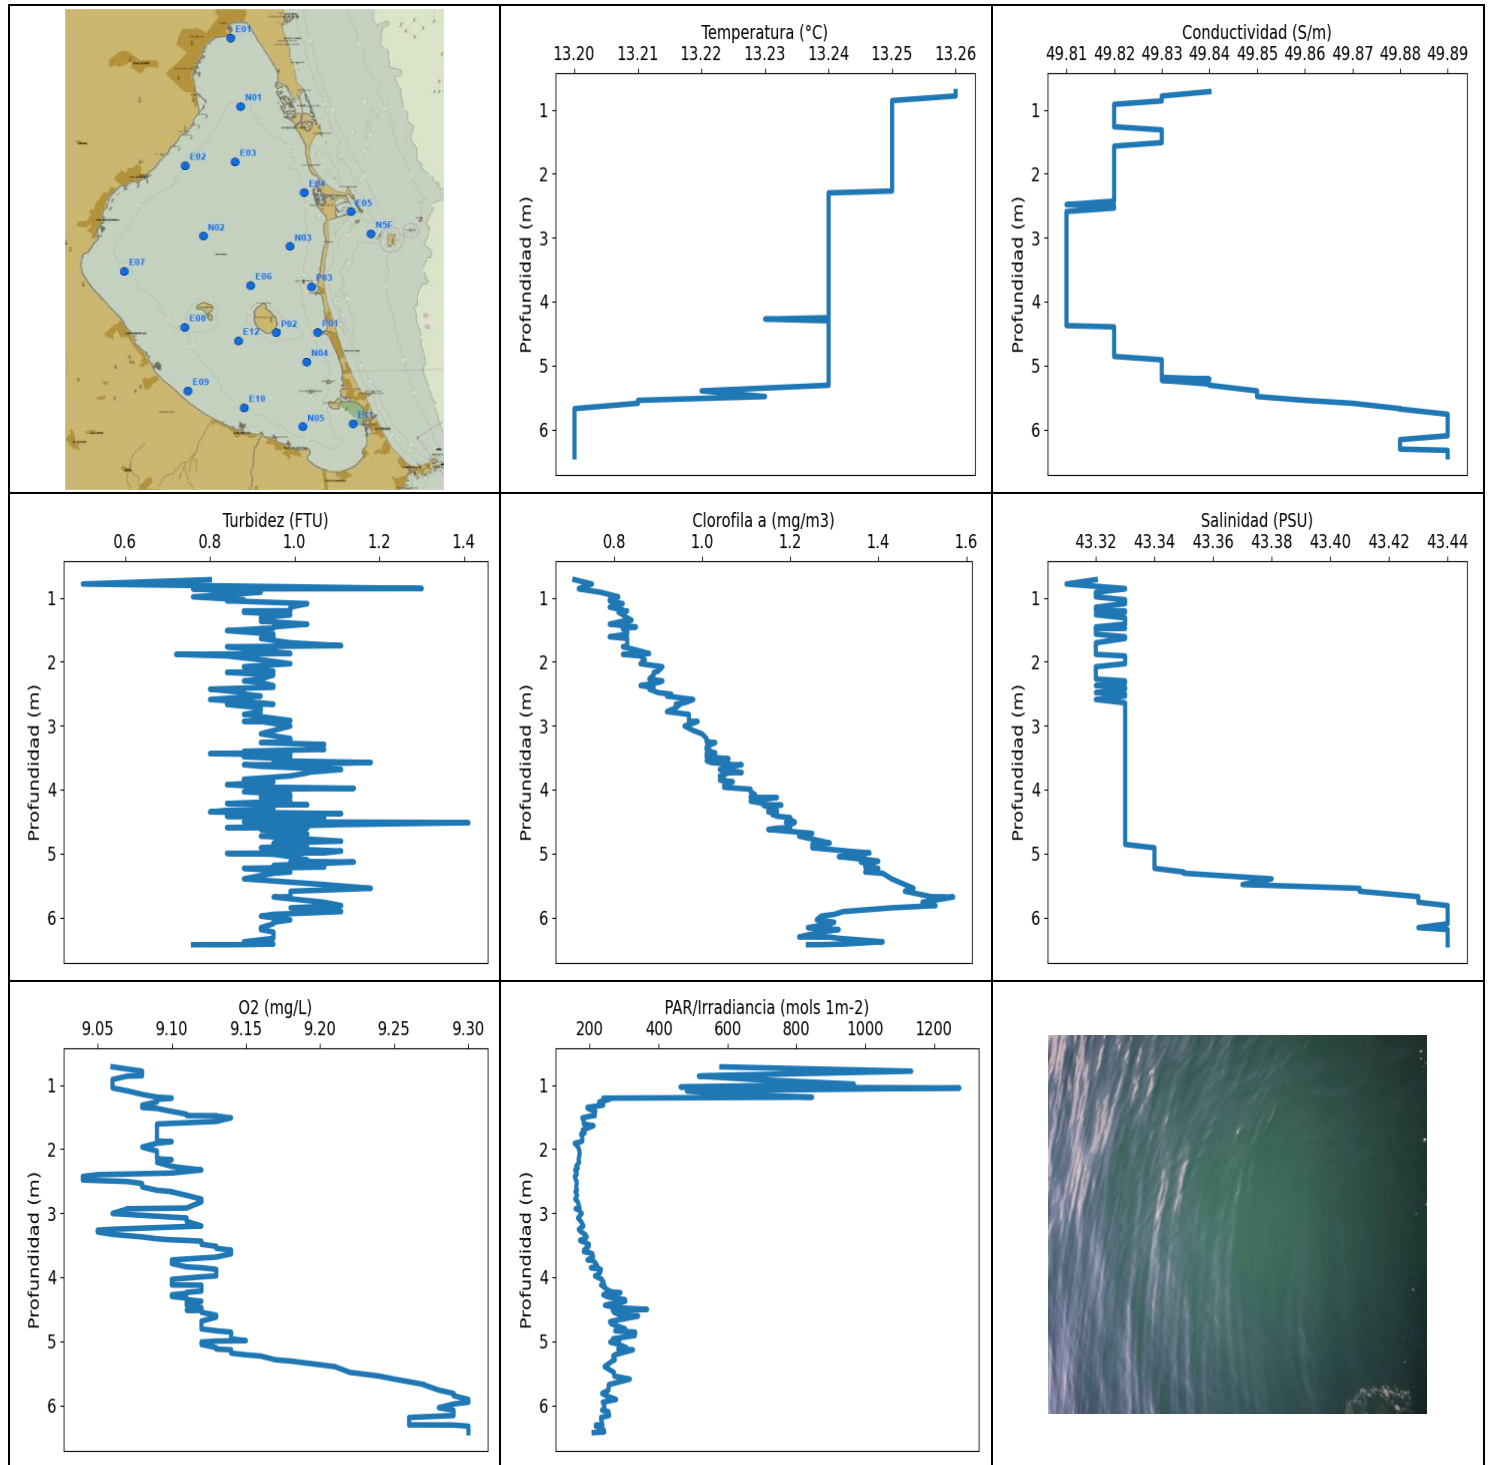 E01
N01
E02
E03
E04
E05
N5F
N02
N03
E07
E06
P03
E08
P02
P01
E12
N04
E09
E10
N05
E11
Temperatura (°C)
13.20 13.21 13.22 13.23 13.24 13.25 13.26
Profundidad (m)
1
2
3
4
5
6
Conductividad (S/m)
49.81 49.82 49.83 49.84 49.85 49.86 49.87 49.88 49.89
Profundidad (m)
1
2
3
4
5
6
Turbidez (FTU)
0.6 0.8 1.0 1.2 1.4
Profundidad (m)
1
2
3
4
5
6
Clorofila a (mg/m3)
0.8 1.0 1.2 1.4 1.6
Profundidad (m)
1
2
3
4
5
6
Salinidad (PSU)
43.32 43.34 43.36 43.38 43.40 43.42 43.44
Profundidad (m)
1
2
3
4
5
6
O2 (mg/L)
9.05 9.10 9.15 9.20 9.25 9.30
Profundidad (m)
1
2
3
4
5
6
PAR/Irradiancia (mols 1m-2)
200 400 600 800 1000 1200
Profundidad (m)
1
2
3
4
5
6